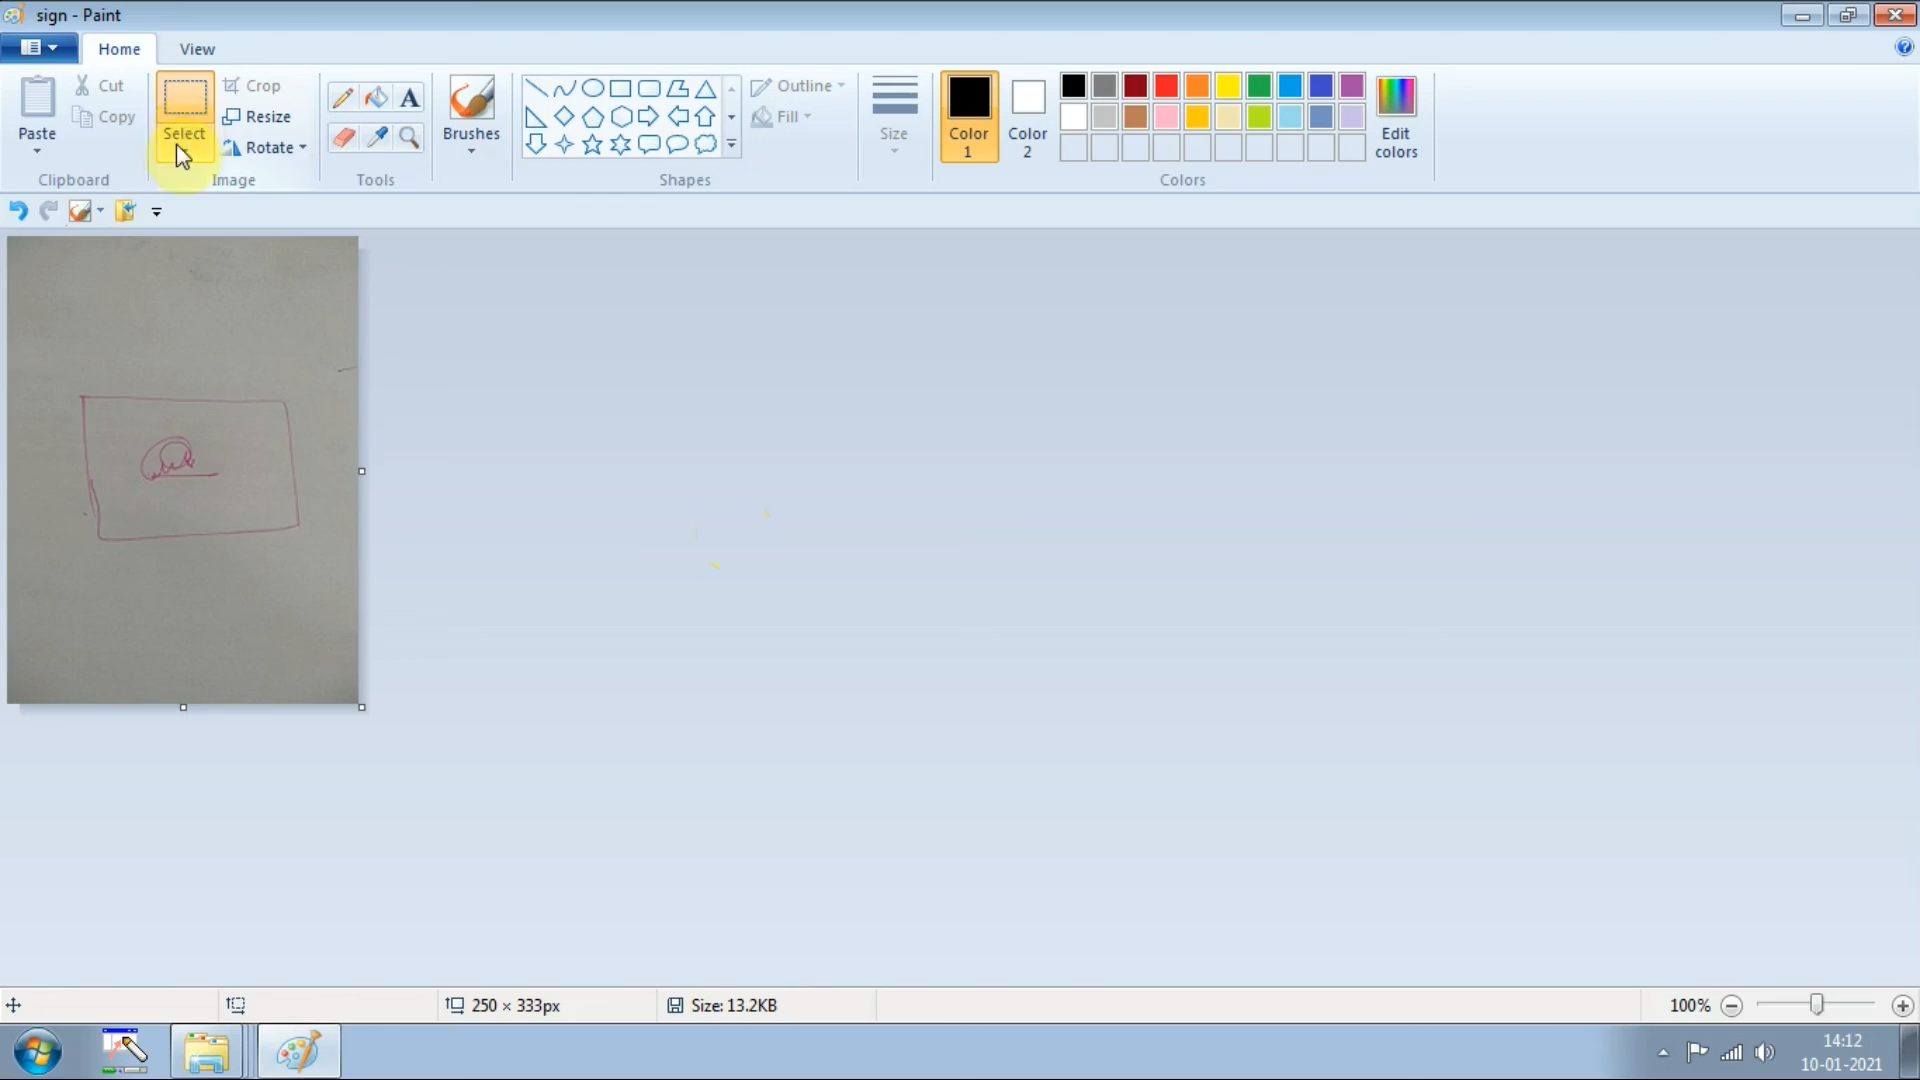 sign - Paint
Home View
Paste
Cut
Copy
Clipboard
Select
Crop
Resize
Rotate
Image
Tools
Brushes
Shapes
Outline
Fill
Size
Color 1
Color 2
Edit colors
Colors
250 × 333px
Size: 13.2KB
100%
14:12
10-01-2021